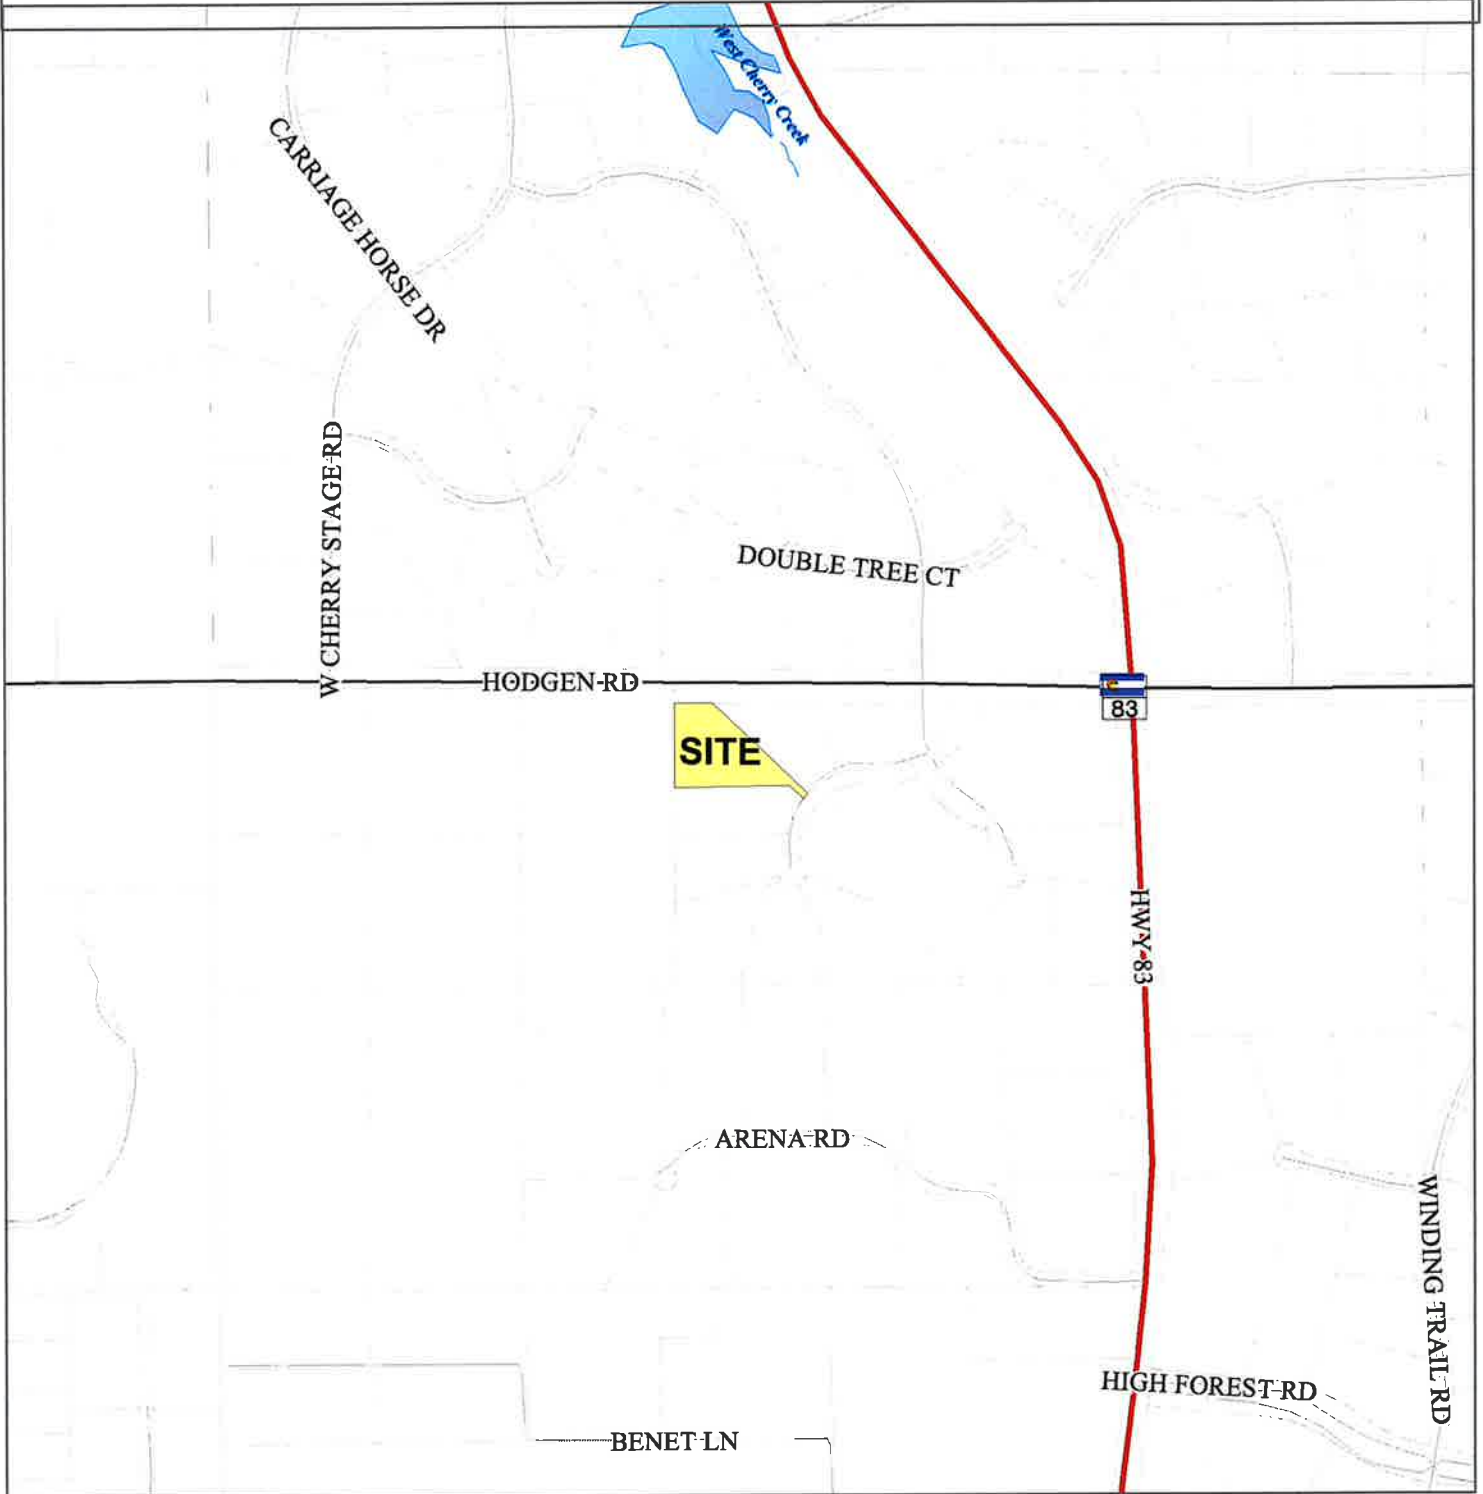 West Cherry Creek
CARRIAGE HORSE DR
W CHERRY STAGE RD
DOUBLE TREE CT
HODGEN RD
83
SITE
HWY 83
ARENA RD
WINDING TRAIL RD
HIGH FOREST RD
BENET LN